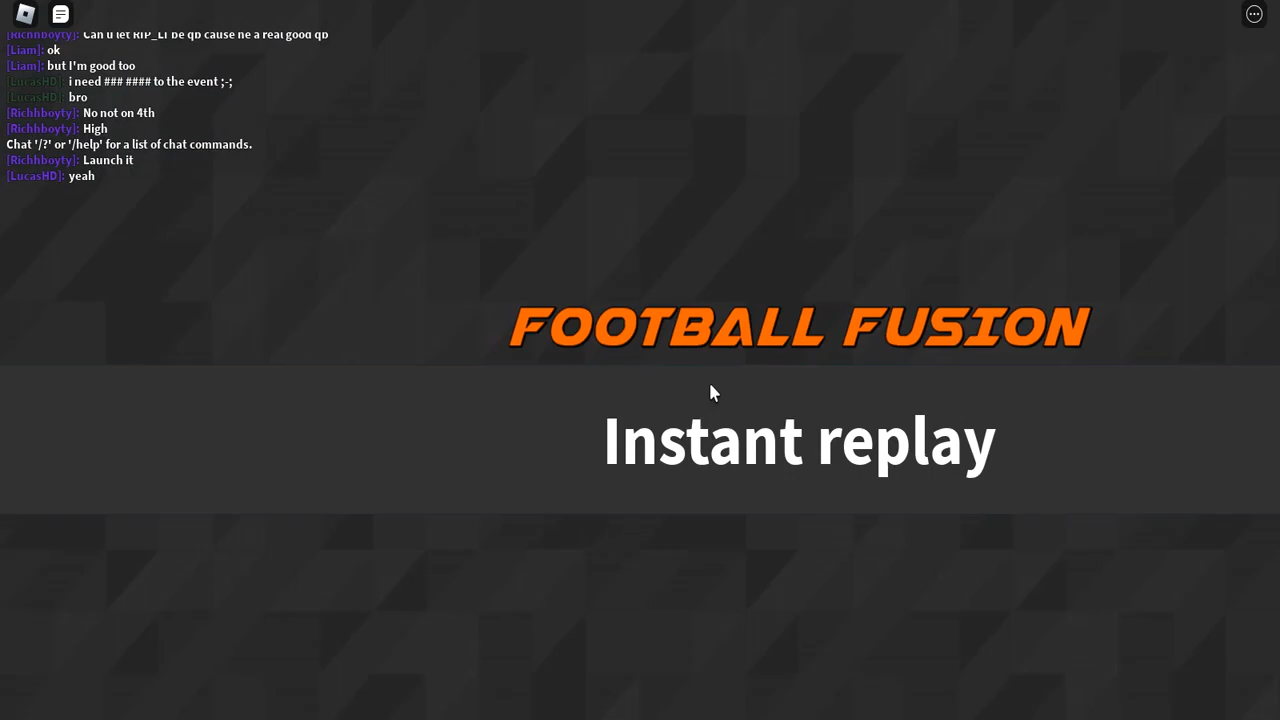 [Richhboyty]: Can u let RIP_LI be qb cause he a real good qb
[Liam]: ok
[Liam]: but I'm good too
[LucasHD]: i need ### #### to the event ;-;
[LucasHD]: bro
[Richhboyty]: No not on 4th
[Richhboyty]: High
Chat '/?' or '/help' for a list of chat commands.
[Richhboyty]: Launch it
[LucasHD]: yeah
FOOTBALL FUSION
Instant replay